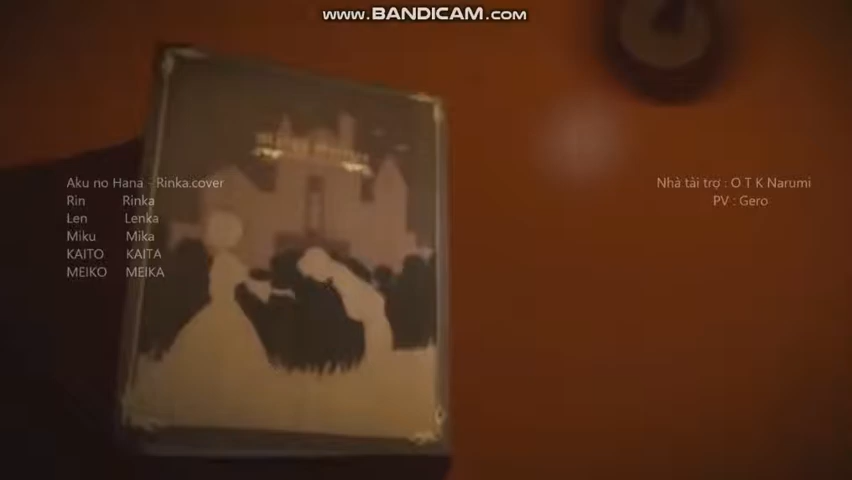 www.BANDICAM.com
Aku no Hana - Rinka.cover
Rin Rinka
Len Lenka
Miku Mika
KAITO KAITA
MEIKO MEIKA
Nhà tài trợ : O T K Narumi
PV : Gero